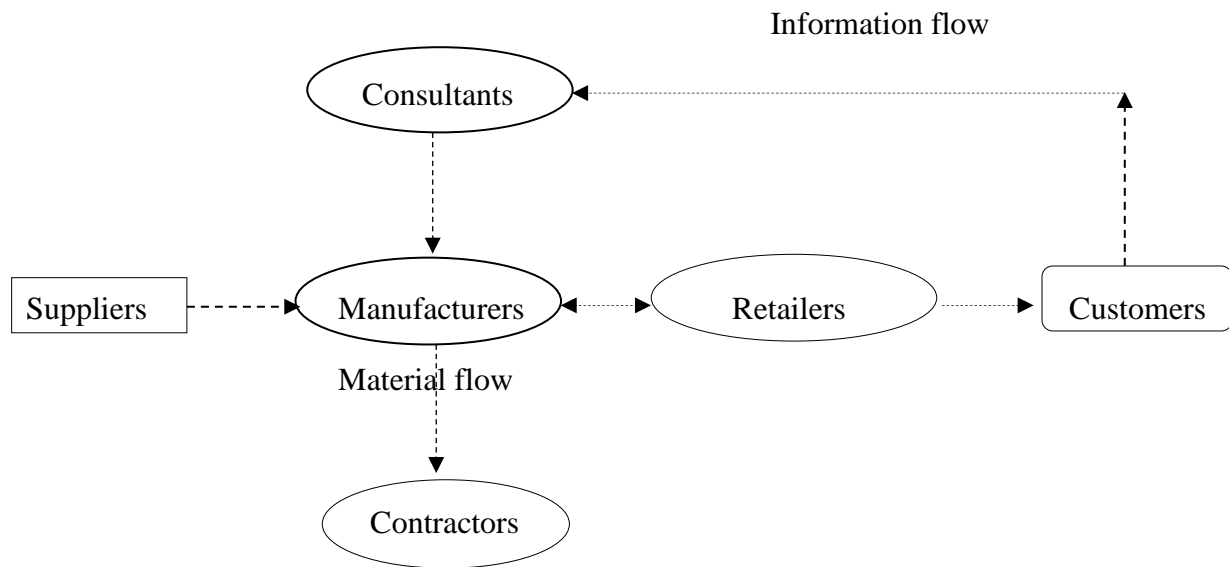 Information flow
Consultants
Suppliers
Manufacturers
Retailers
Customers
Material flow
Contractors